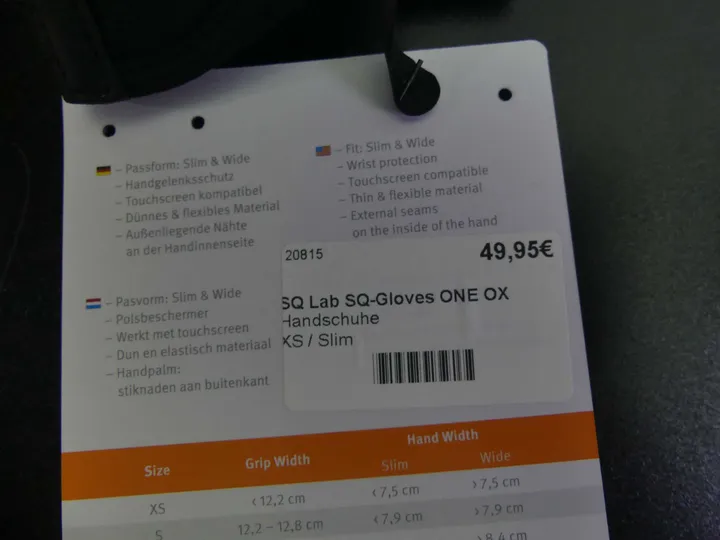 – Passform: Slim & Wide
– Handgelenksschutz
– Touchscreen kompatibel
– Dünnes & flexibles Material
– Außenliegende Nähte
an der Handinnenseite
– Fit: Slim & Wide
– Wrist protection
– Touchscreen compatible
– Thin & flexible material
– External seams
on the inside of the hand
– Pasvorm: Slim & Wide
– Polsbeschermer
– Werkt met touchscreen
– Dun en elastisch materiaal
– Handpalm:
stiknaden aan buitenkant
20815 49,95€
SQ Lab SQ-Gloves ONE OX
Handschuhe
XS / Slim
Hand Width
Size Grip Width Slim Wide
XS < 12,2 cm < 7,5 cm > 7,5 cm
S 12,2 – 12,8 cm < 7,9 cm > 7,9 cm
> 8,4 cm